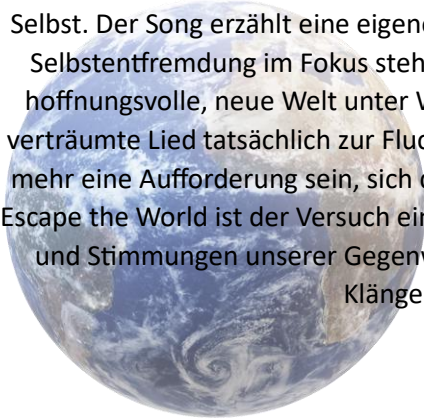 Selbst. Der Song erzählt eine eigene
Selbstentfremdung im Fokus steh
hoffnungsvolle, neue Welt unter W
verträumte Lied tatsächlich zur Fluc
mehr eine Aufforderung sein, sich d
Escape the World ist der Versuch ein
und Stimmungen unserer Gegenw
Klänge